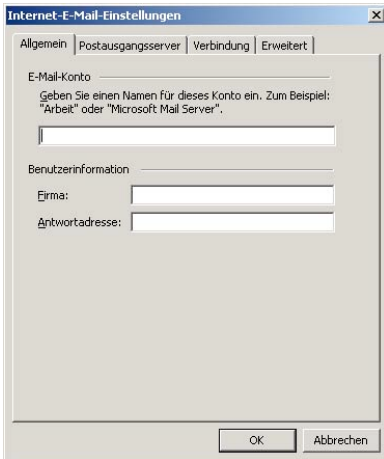 Internet-E-Mail-Einstellungen
Allgemein Postausgangsserver Verbindung Erweitert
E-Mail-Konto
Geben Sie einen Namen für dieses Konto ein. Zum Beispiel:
"Arbeit" oder "Microsoft Mail Server".
Benutzerinformation
Firma:
Antwortadresse:
OK Abbrechen